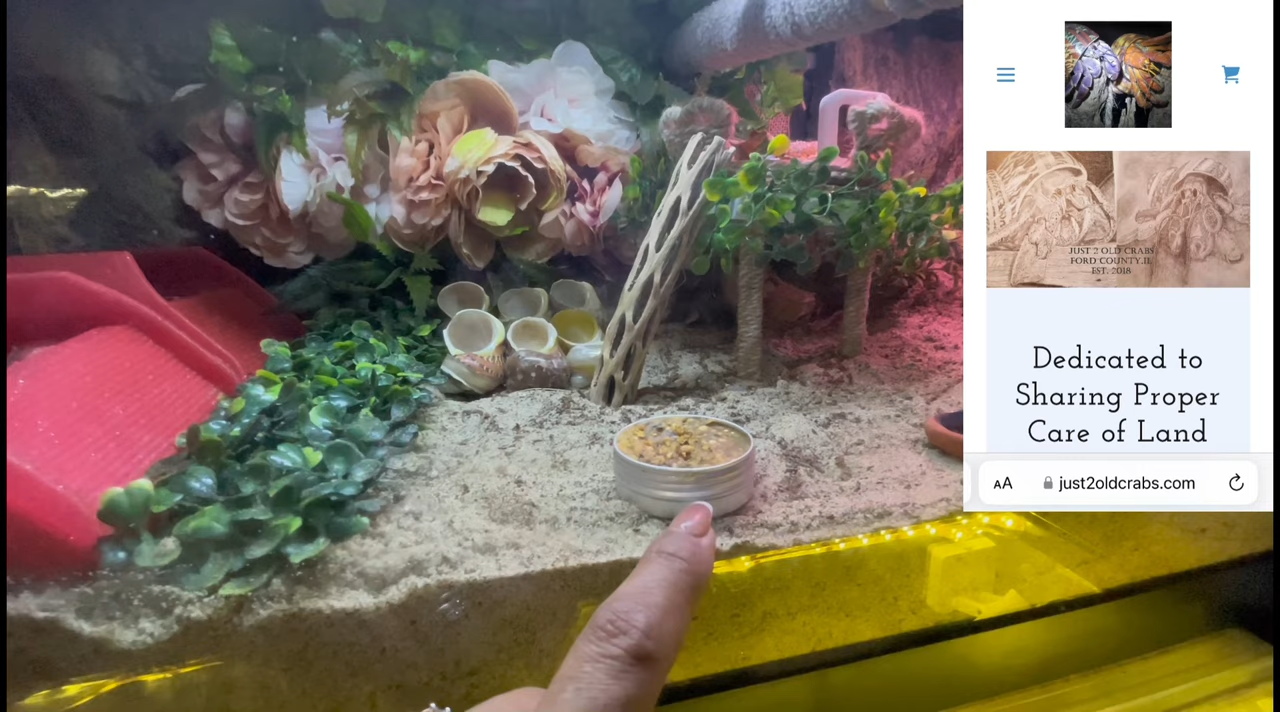 JUST 2 OLD CRABS
FORD COUNTY,IL
EST. 2018
Dedicated to
Sharing Proper
Care of Land
AA
just2oldcrabs.com